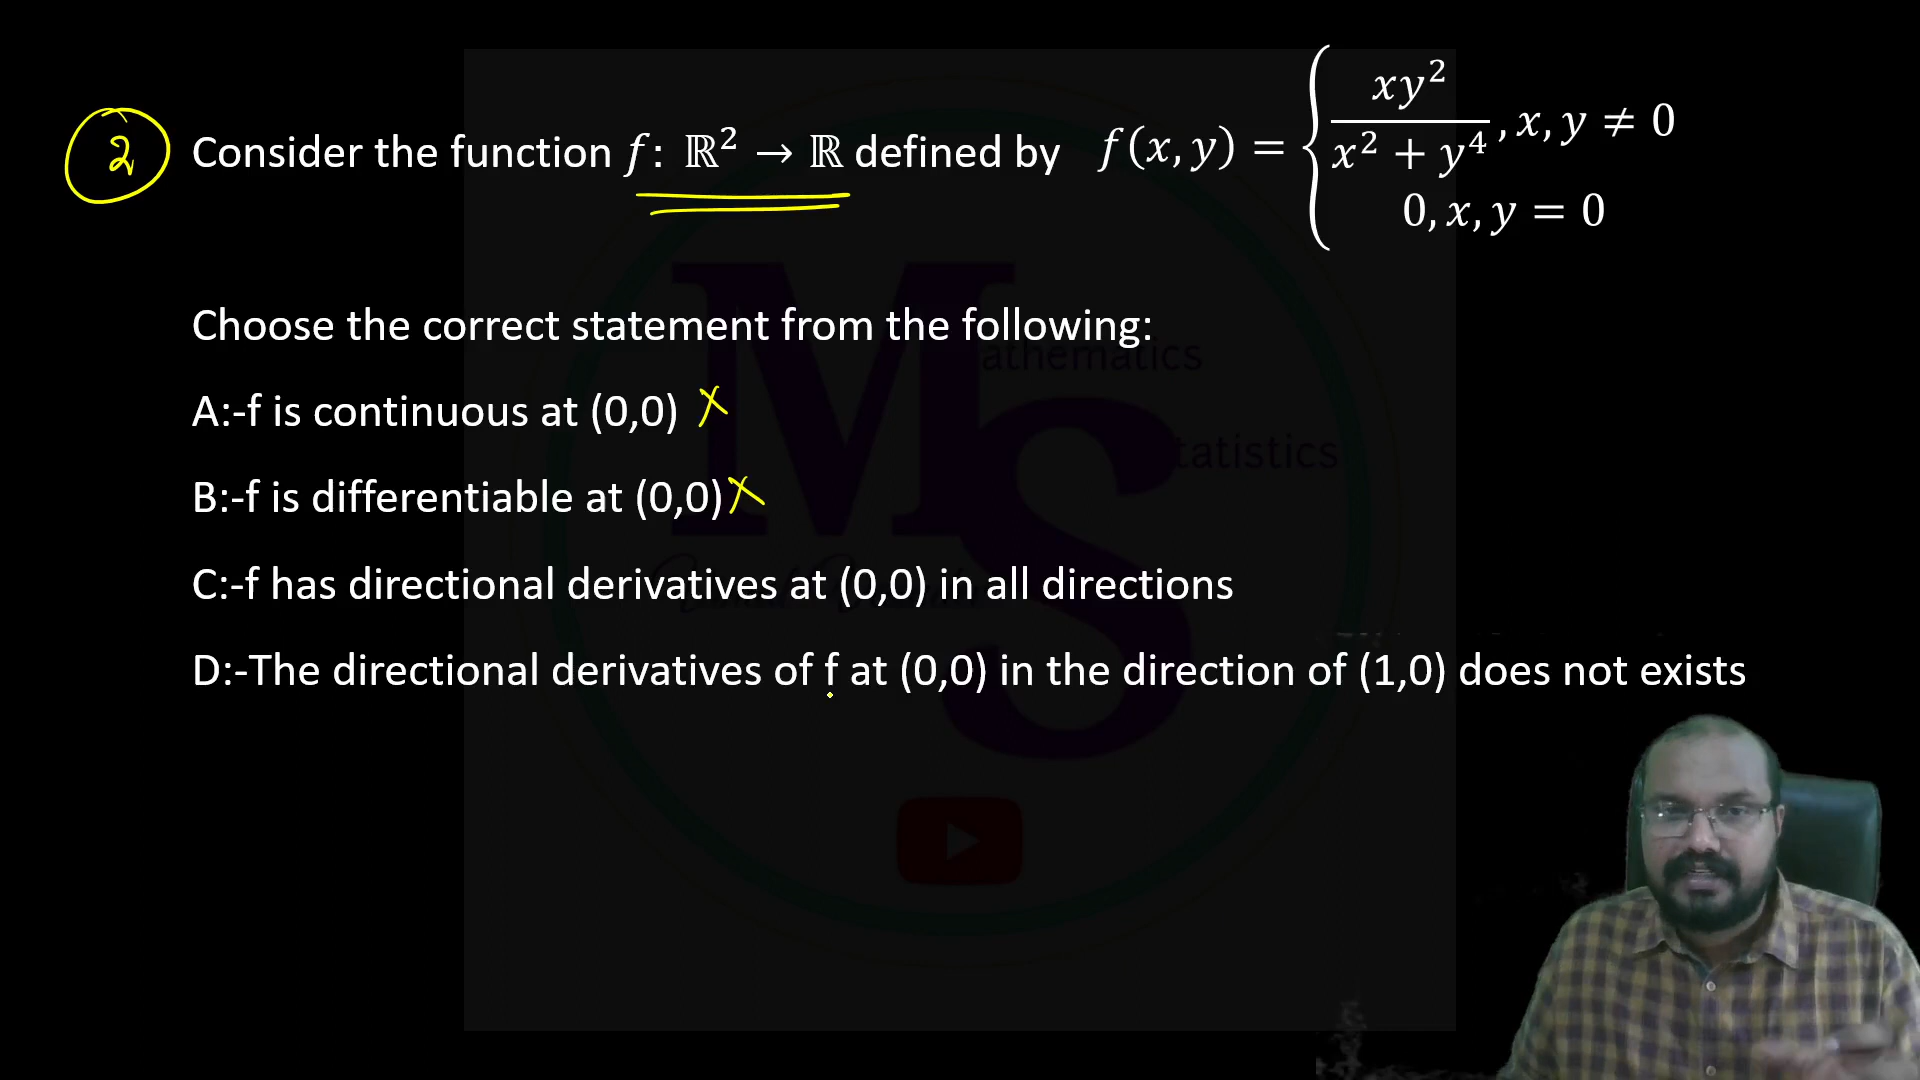 2
Consider the function f: ℝ² → ℝ defined by f(x, y) = { xy² / x² + y⁴ , x, y ≠ 0
0, x, y = 0
Choose the correct statement from the following:
athematics
A:-f is continuous at (0,0) X
tatistics
B:-f is differentiable at (0,0) X
C:-f has directional derivatives at (0,0) in all directions
D:-The directional derivatives of f at (0,0) in the direction of (1,0) does not exists
M
S